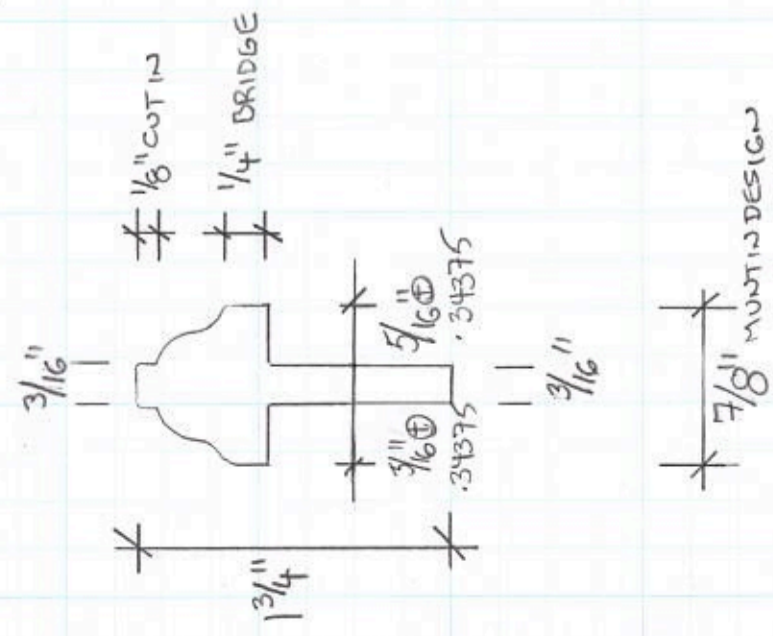 3/16"
1/8" CUT IN
1/4" BRIDGE
1 3/4"
3/16" ⊕
.34375
5/16" ⊕
.34375
3/16"
7/8" MUNTIN DESIGN